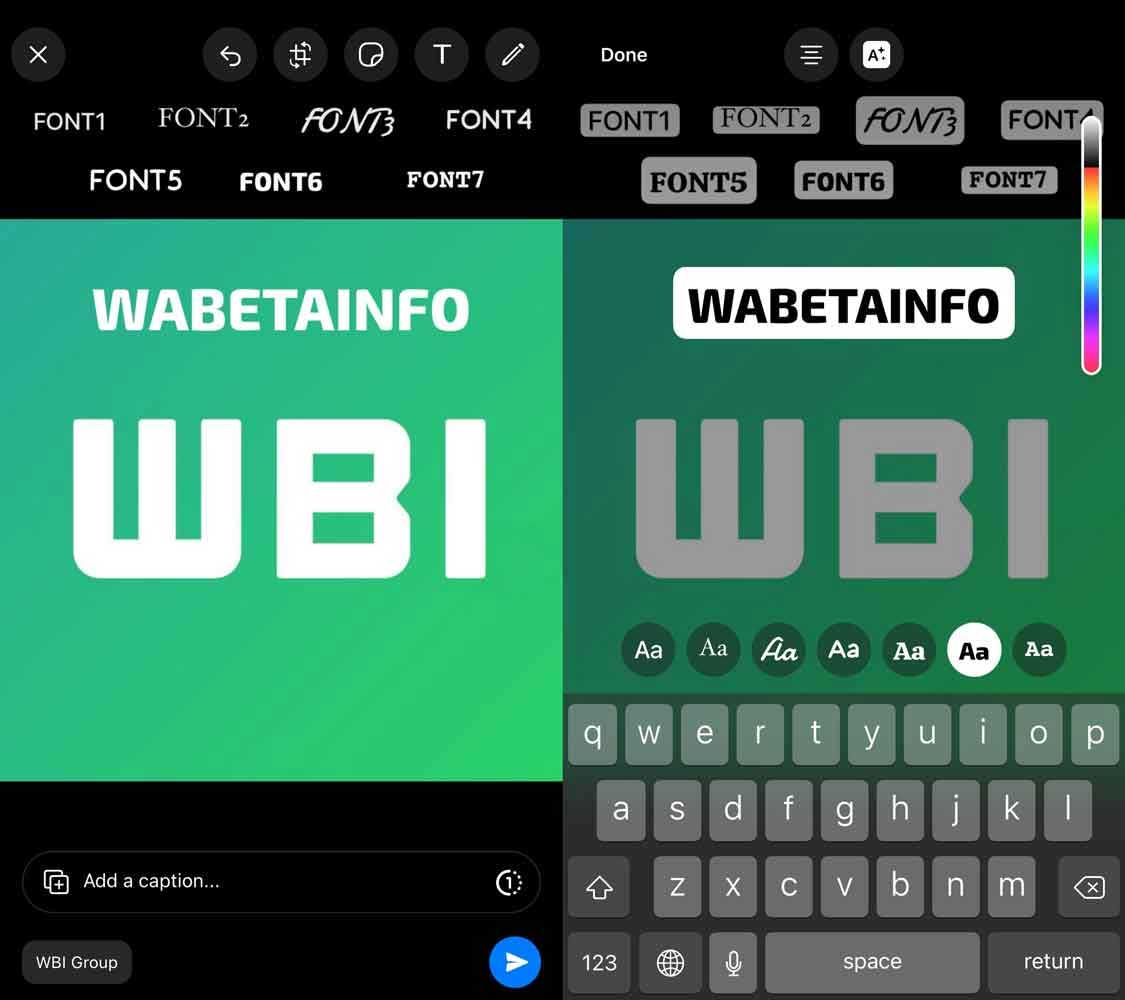 T
FONT1 FONT2 FONT3 FONT4
FONT5 FONT6 FONT7
WABETAINFO
WBI
Add a caption...
1
WBI Group
Done A
FONT1 FONT2 FONT3 FONT4
FONT5 FONT6 FONT7
WABETAINFO
WBI
Aa Aa Aa Aa Aa Aa Aa
q w e r t y u i o p
a s d f g h j k l
z x c v b n m
123 space return